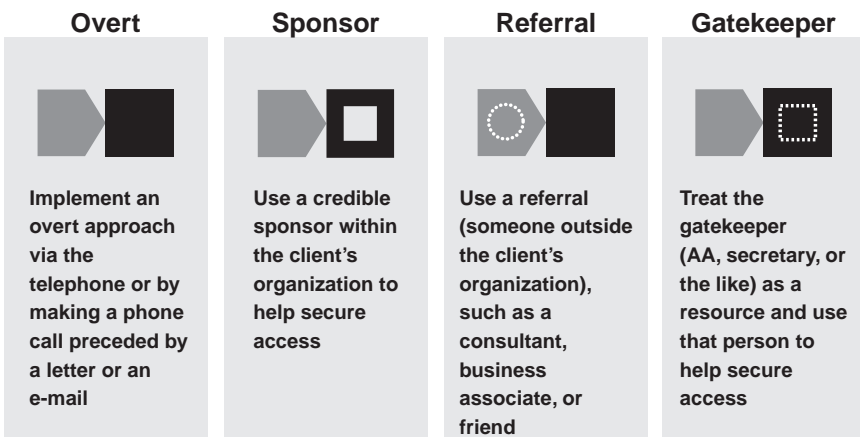 Overt
Implement an
overt approach
via the
telephone or by
making a phone
call preceded by
a letter or an
e-mail
Sponsor
Use a credible
sponsor within
the client’s
organization to
help secure
access
Referral
Use a referral
(someone outside
the client’s
organization),
such as a
consultant,
business
associate, or
friend
Gatekeeper
Treat the
gatekeeper
(AA, secretary, or
the like) as a
resource and use
that person to
help secure
access